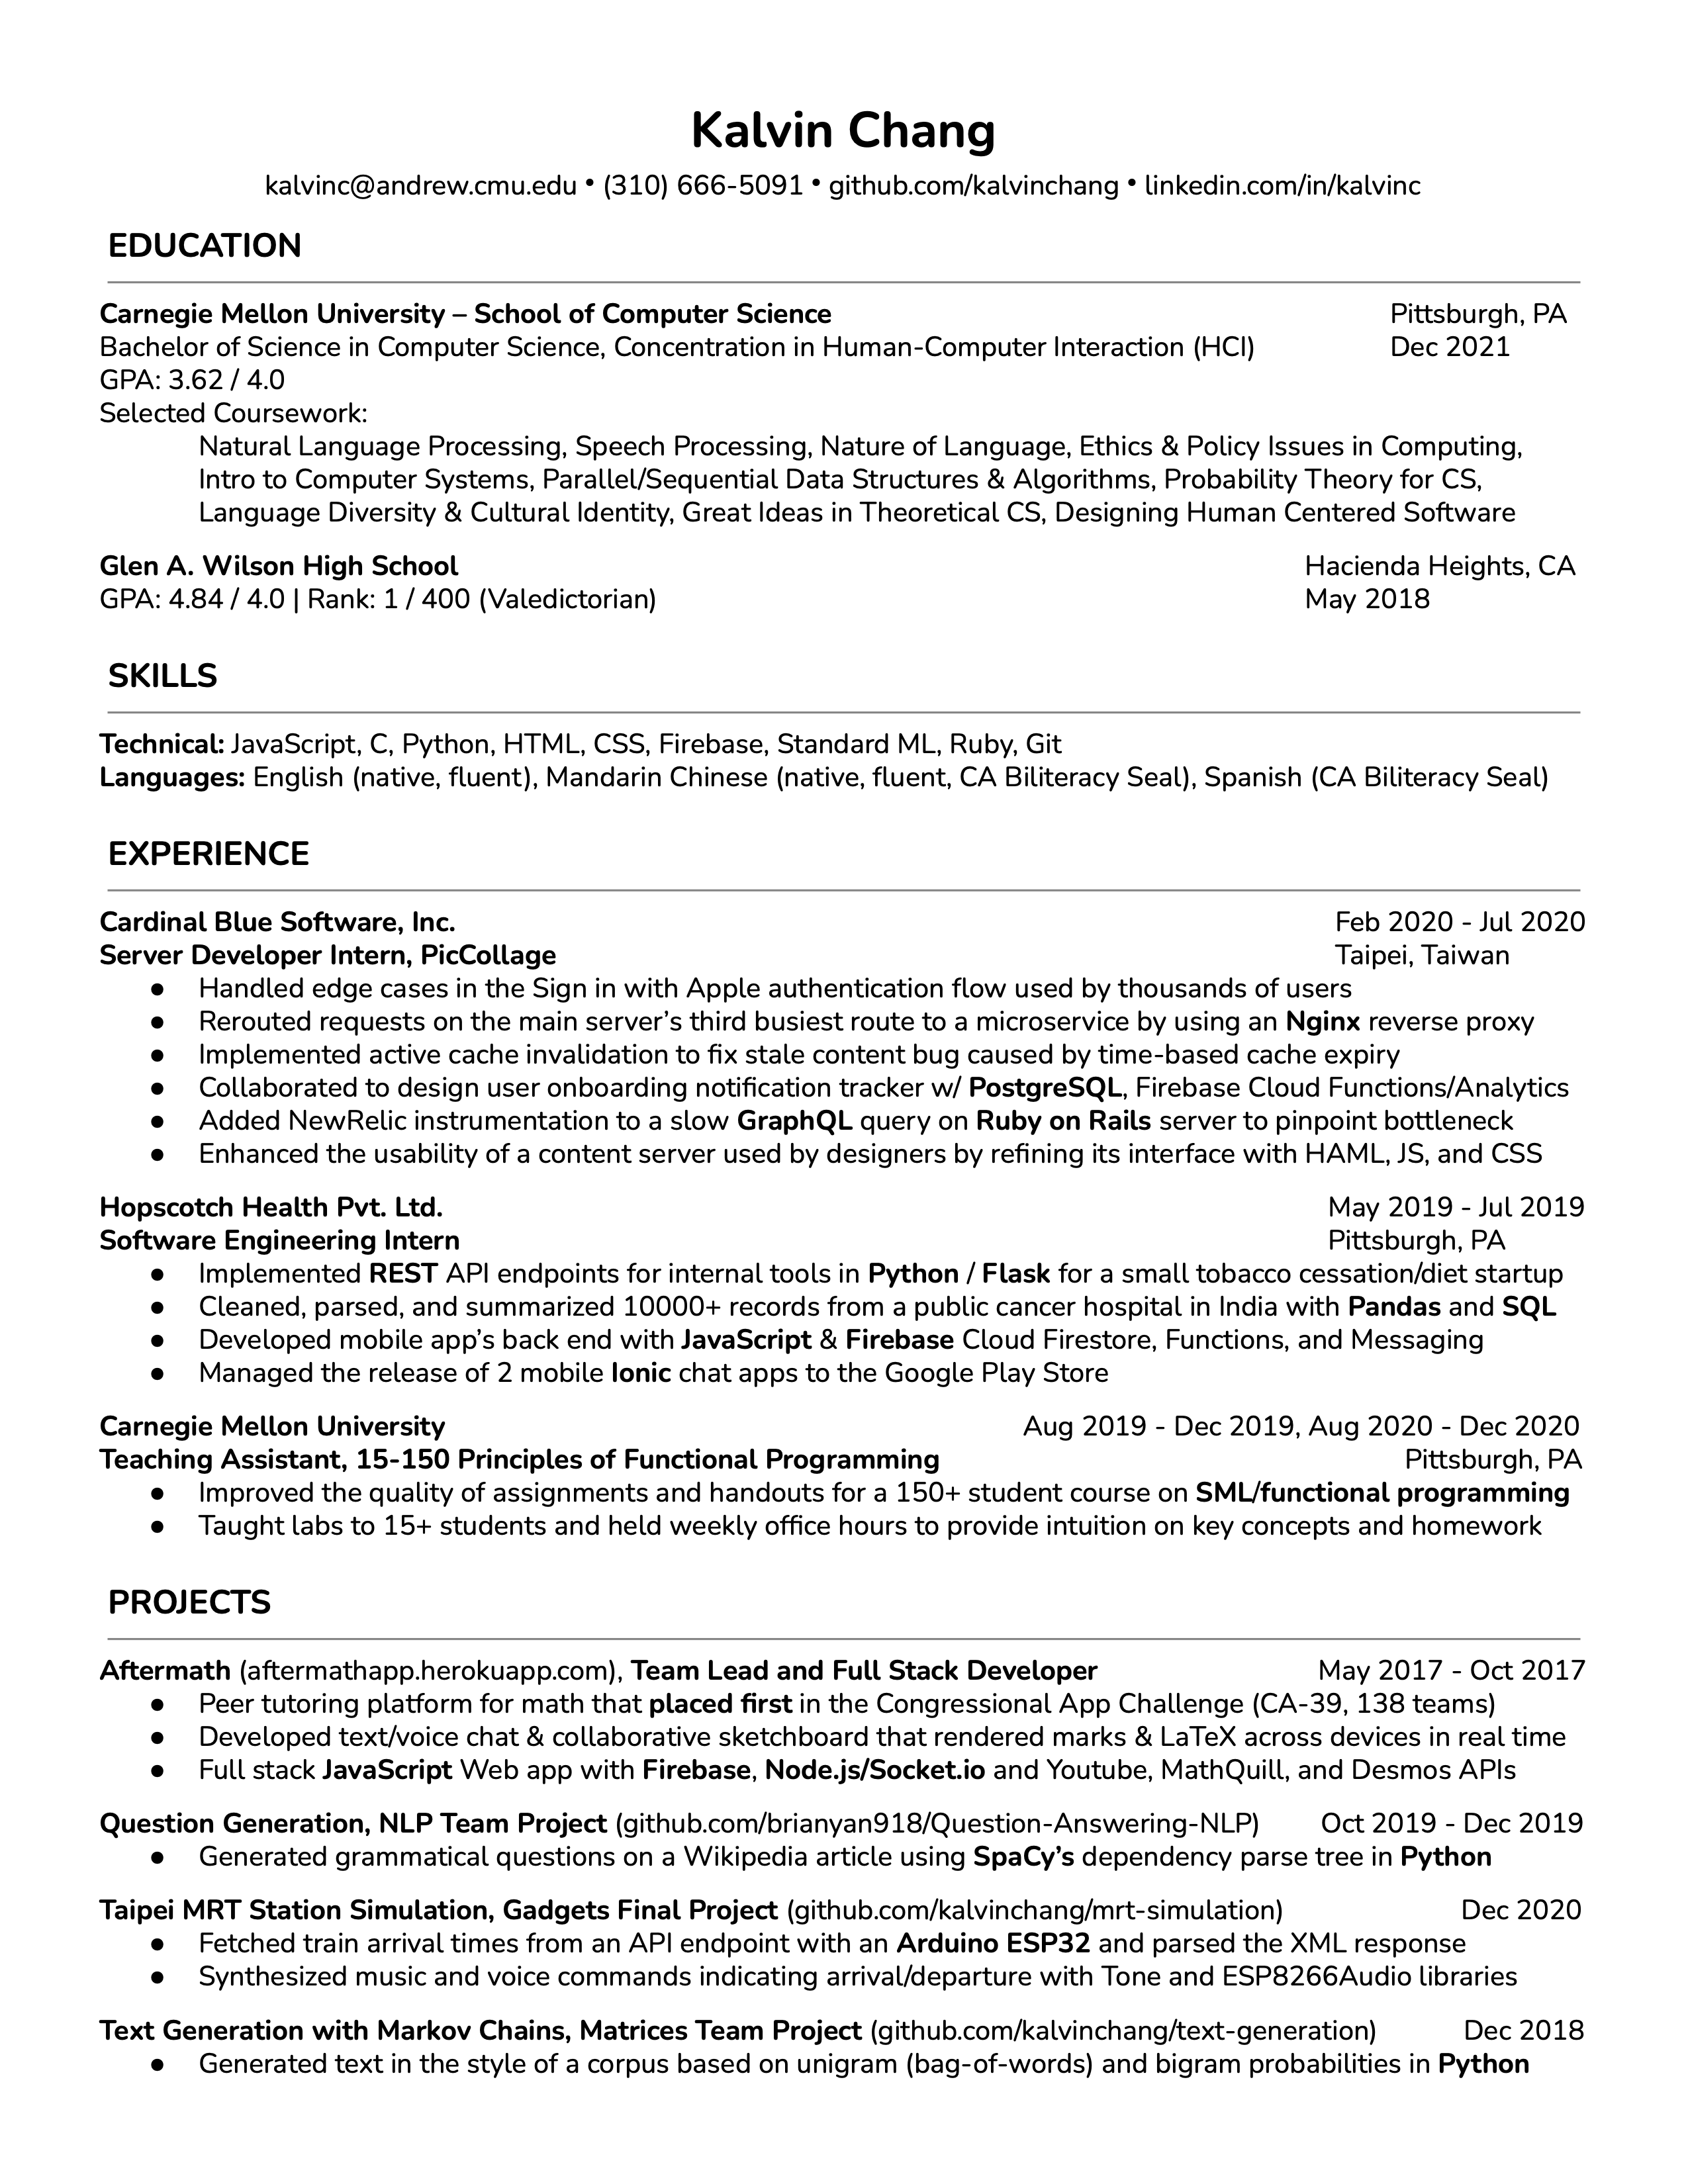 Kalvin Chang
kalvinc@andrew.cmu.edu • (310) 666-5091 • github.com/kalvinchang • linkedin.com/in/kalvinc
EDUCATION
Carnegie Mellon University – School of Computer Science Pittsburgh, PA
Bachelor of Science in Computer Science, Concentration in Human-Computer Interaction (HCI) Dec 2021
GPA: 3.62 / 4.0
Selected Coursework:
Natural Language Processing, Speech Processing, Nature of Language, Ethics & Policy Issues in Computing,
Intro to Computer Systems, Parallel/Sequential Data Structures & Algorithms, Probability Theory for CS,
Language Diversity & Cultural Identity, Great Ideas in Theoretical CS, Designing Human Centered Software
Glen A. Wilson High School Hacienda Heights, CA
GPA: 4.84 / 4.0 | Rank: 1 / 400 (Valedictorian) May 2018
SKILLS
Technical: JavaScript, C, Python, HTML, CSS, Firebase, Standard ML, Ruby, Git
Languages: English (native, fluent), Mandarin Chinese (native, fluent, CA Biliteracy Seal), Spanish (CA Biliteracy Seal)
EXPERIENCE
Cardinal Blue Software, Inc. Feb 2020 - Jul 2020
Server Developer Intern, PicCollage Taipei, Taiwan
● Handled edge cases in the Sign in with Apple authentication flow used by thousands of users
● Rerouted requests on the main server’s third busiest route to a microservice by using an Nginx reverse proxy
● Implemented active cache invalidation to fix stale content bug caused by time-based cache expiry
● Collaborated to design user onboarding notification tracker w/ PostgreSQL, Firebase Cloud Functions/Analytics
● Added NewRelic instrumentation to a slow GraphQL query on Ruby on Rails server to pinpoint bottleneck
● Enhanced the usability of a content server used by designers by refining its interface with HAML, JS, and CSS
Hopscotch Health Pvt. Ltd. May 2019 - Jul 2019
Software Engineering Intern Pittsburgh, PA
● Implemented REST API endpoints for internal tools in Python / Flask for a small tobacco cessation/diet startup
● Cleaned, parsed, and summarized 10000+ records from a public cancer hospital in India with Pandas and SQL
● Developed mobile app’s back end with JavaScript & Firebase Cloud Firestore, Functions, and Messaging
● Managed the release of 2 mobile Ionic chat apps to the Google Play Store
Carnegie Mellon University Aug 2019 - Dec 2019, Aug 2020 - Dec 2020
Teaching Assistant, 15-150 Principles of Functional Programming Pittsburgh, PA
● Improved the quality of assignments and handouts for a 150+ student course on SML/functional programming
● Taught labs to 15+ students and held weekly office hours to provide intuition on key concepts and homework
PROJECTS
Aftermath (aftermathapp.herokuapp.com), Team Lead and Full Stack Developer May 2017 - Oct 2017
● Peer tutoring platform for math that placed first in the Congressional App Challenge (CA-39, 138 teams)
● Developed text/voice chat & collaborative sketchboard that rendered marks & LaTeX across devices in real time
● Full stack JavaScript Web app with Firebase, Node.js/Socket.io and Youtube, MathQuill, and Desmos APIs
Question Generation, NLP Team Project (github.com/brianyan918/Question-Answering-NLP) Oct 2019 - Dec 2019
● Generated grammatical questions on a Wikipedia article using SpaCy’s dependency parse tree in Python
Taipei MRT Station Simulation, Gadgets Final Project (github.com/kalvinchang/mrt-simulation) Dec 2020
● Fetched train arrival times from an API endpoint with an Arduino ESP32 and parsed the XML response
● Synthesized music and voice commands indicating arrival/departure with Tone and ESP8266Audio libraries
Text Generation with Markov Chains, Matrices Team Project (github.com/kalvinchang/text-generation) Dec 2018
● Generated text in the style of a corpus based on unigram (bag-of-words) and bigram probabilities in Python